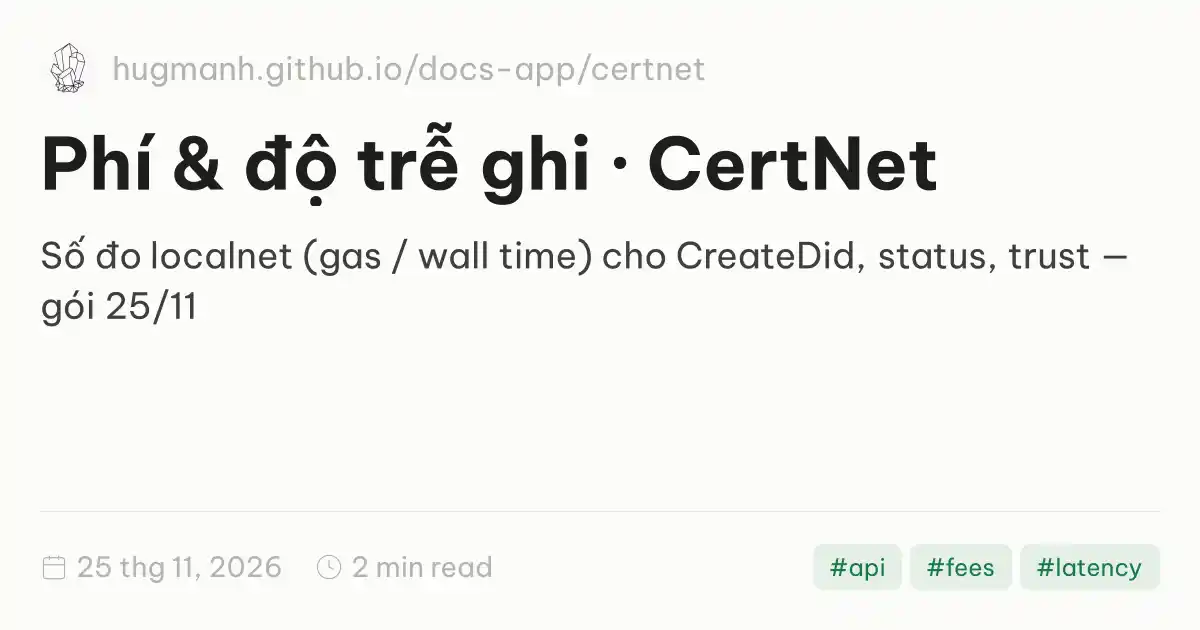 hugmanh.github.io/docs-app/certnet
Phí & độ trễ ghi · CertNet
Số đo localnet (gas / wall time) cho CreateDid, status, trust —
gói 25/11
25 thg 11, 2026 2 min read #api #fees #latency